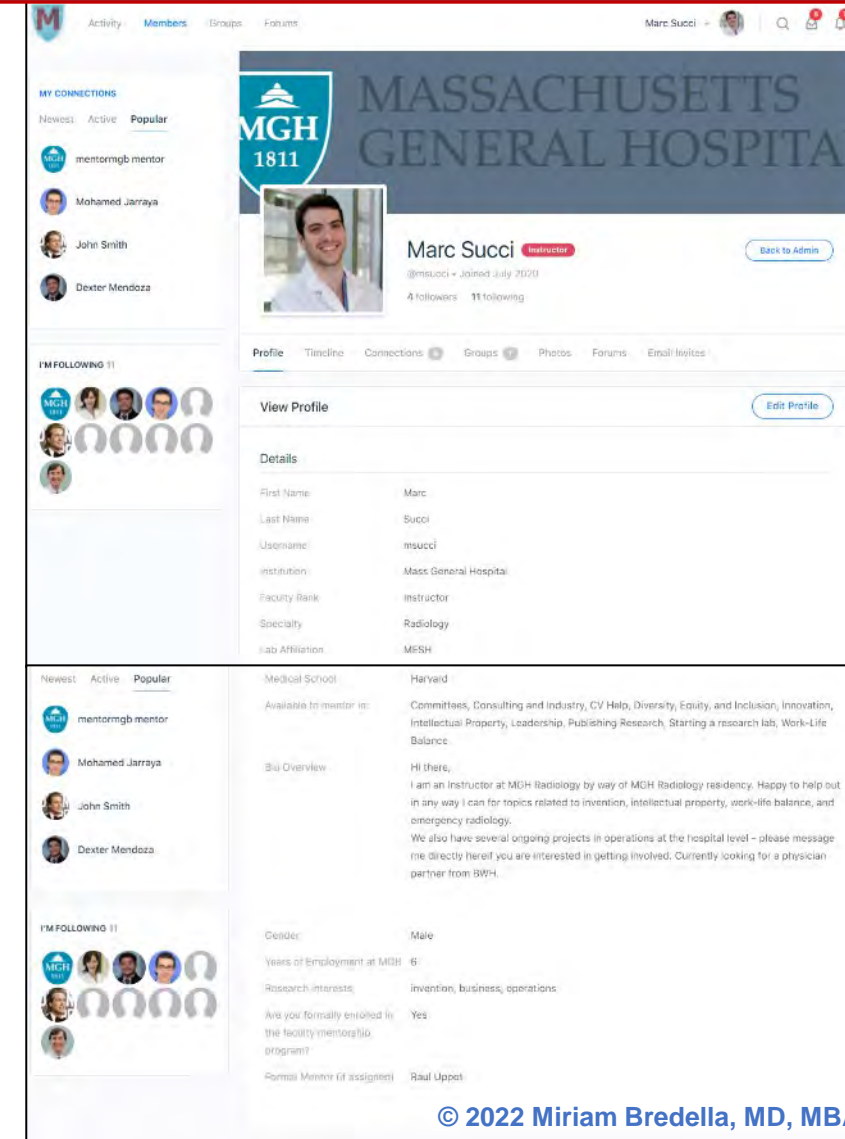 M
Activity Members Groups Forums
Marc Succi
MY CONNECTIONS
Newest Active Popular
mentormgb mentor
Mohamed Jarraya
John Smith
Dexter Mendoza
I'M FOLLOWING 11
MGH
1811
MASSACHUSETTS
GENERAL HOSPITA
MGH
1811
Marc Succi Instructor
@msucci • Joined July 2020
4 followers 11 following
Back to Admin
Profile Timeline Connections Groups 7 Photos Forums Email Invites
View Profile
Edit Profile
Details
First Name Marc
Last Name Succi
Username msucci
Institution Mass General Hospital
Faculty Rank Instructor
Specialty Radiology
Lab Affiliation MESH
Newest Active Popular
mentormgb mentor
Mohamed Jarraya
John Smith
Dexter Mendoza
I'M FOLLOWING 11
MGH
1811
Medical School Harvard
Available to mentor in: Committees, Consulting and Industry, CV Help, Diversity, Equity, and Inclusion, Innovation,
Intellectual Property, Leadership, Publishing Research, Starting a research lab, Work-Life
Balance
Bio Overview Hi there,
I am an Instructor at MGH Radiology by way of MGH Radiology residency. Happy to help out
in any way I can for topics related to invention, intellectual property, work-life balance, and
emergency radiology.
We also have several ongoing projects in operations at the hospital level – please message
me directly hereif you are interested in getting involved. Currently looking for a physician
partner from BWH.
Gender Male
Years of Employment at MGH 6
Research Interests invention, business, operations
Are you formally enrolled in Yes
the faculty mentorship
program?
Formal Mentor (if assigned) Raul Uppot
© 2022 Miriam Bredella, MD, MBA